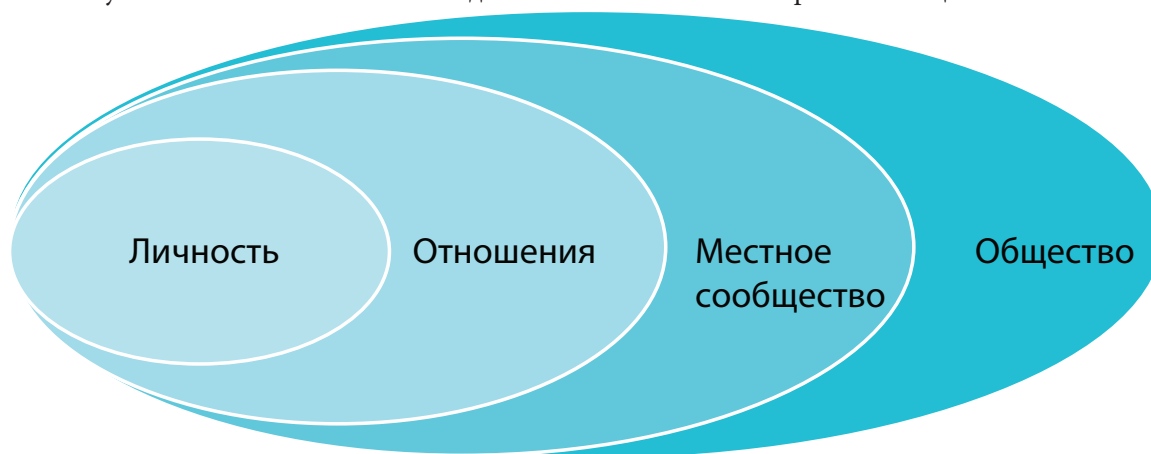 Личность
Отношения
Местное
сообщество
Общество